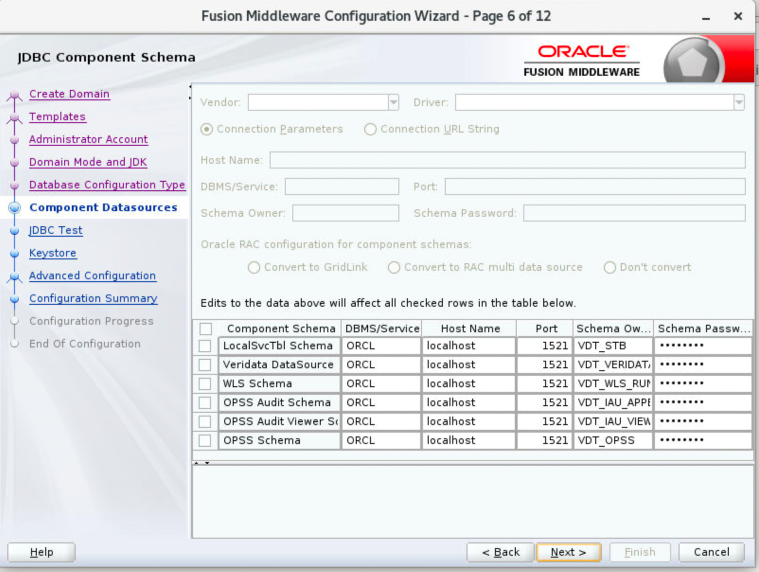 Fusion Middleware Configuration Wizard - Page 6 of 12
JDBC Component Schema
ORACLE
FUSION MIDDLEWARE
Create Domain
Templates
Administrator Account
Domain Mode and JDK
Database Configuration Type
Component Datasources
JDBC Test
Keystore
Advanced Configuration
Configuration Summary
Configuration Progress
End Of Configuration
Vendor: Driver:
Connection Parameters Connection URL String
Host Name:
DBMS/Service: Port:
Schema Owner: Schema Password:
Oracle RAC configuration for component schemas:
Convert to GridLink Convert to RAC multi data source Don't convert
Edits to the data above will affect all checked rows in the table below.
Component Schema DBMS/Service Host Name Port Schema Ow... Schema Passw...
LocalSvcTbl Schema ORCL localhost 1521 VDT_STB ••••••••
Veridata DataSource ORCL localhost 1521 VDT_VERIDATA ••••••••
WLS Schema ORCL localhost 1521 VDT_WLS_RUN ••••••••
OPSS Audit Schema ORCL localhost 1521 VDT_IAU_APPE ••••••••
OPSS Audit Viewer Sc ORCL localhost 1521 VDT_IAU_VIEW ••••••••
OPSS Schema ORCL localhost 1521 VDT_OPSS ••••••••
Help < Back Next > Finish Cancel